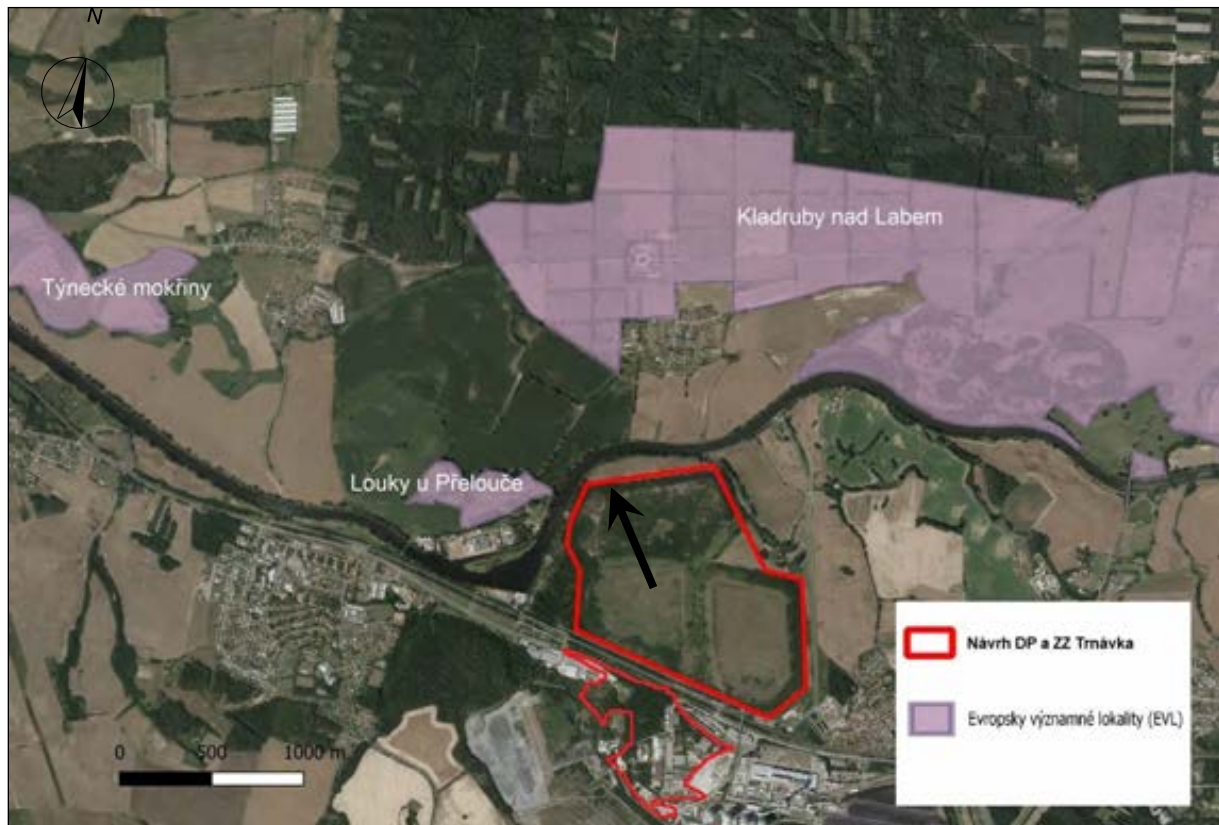 N
Kladruby nad Labem
Týnecké mokřiny
Louky u Přelouče
Návrh DP a ZZ Trnávka
Evropsky významné lokality (EVL)
0 500 1000 m